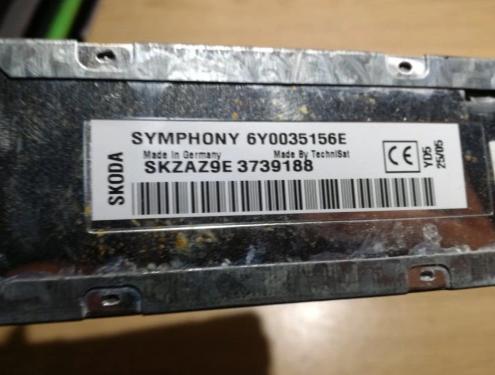 SKODA
SYMPHONY 6Y0035156E
Made in Germany Made By TechniSat
SKZAZ9E 3739188
CE
YD5
25/05